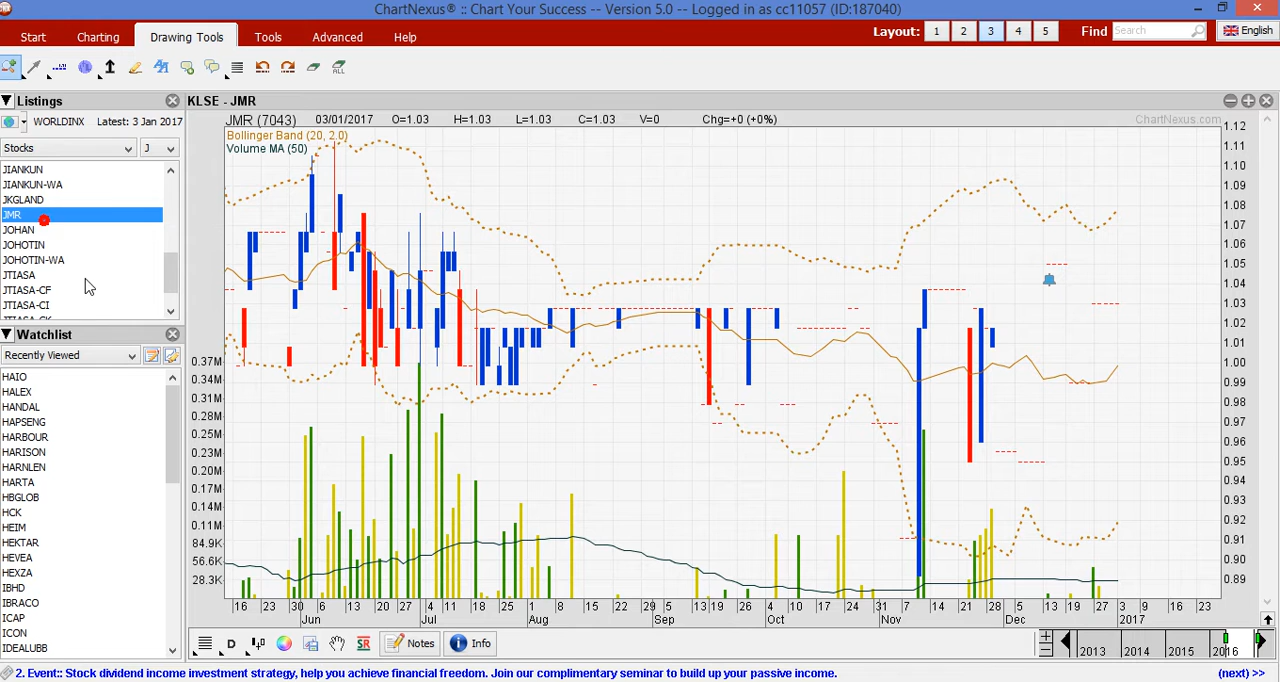 ChartNexus® :: Chart Your Success -- Version 5.0 -- Logged in as cc11057 (ID:187040)
Start Charting Drawing Tools Tools Advanced Help Layout: 1 2 3 4 5 Find Search English
ALL
Listings
WORLDINX Latest: 3 Jan 2017
Stocks J
JIANKUN
JIANKUN-WA
JKGLAND
JMR
JOHAN
JOHOTIN
JOHOTIN-WA
JTIASA
JTIASA-CF
JTIASA-CI
Watchlist
Recently Viewed
HAIO
HALEX
HANDAL
HAPSENG
HARBOUR
HARISON
HARNLEN
HARTA
HBGLOB
HCK
HEIM
HEKTAR
HEVEA
HEXZA
IBHD
IBRACO
ICAP
ICON
IDEALUBB
KLSE - JMR
JMR (7043) 03/01/2017 O=1.03 H=1.03 L=1.03 C=1.03 V=0 Chg=+0 (+0%) ChartNexus.com
Bollinger Band (20, 2.0)
Volume MA (50)
1.12
1.11
1.10
1.09
1.08
1.07
1.06
1.05
1.04
1.03
1.02
1.01
1.00
0.99
0.98
0.97
0.96
0.95
0.94
0.93
0.92
0.91
0.90
0.89
0.37M
0.34M
0.31M
0.28M
0.25M
0.23M
0.20M
0.17M
0.14M
0.11M
84.9K
56.6K
28.3K
16 23 30 6 13 20 27 4 11 18 25 8 15 22 29 5 13 19 26 4 10 17 24 31 7 14 21 28 5 13 19 27 3 9 16 23
Jun Jul Aug Sep Oct Nov Dec 2017
D SR Notes Info 2013 2014 2015 2016
2. Event:: Stock dividend income investment strategy, help you achieve financial freedom. Join our complimentary seminar to build up your passive income. (next) >>